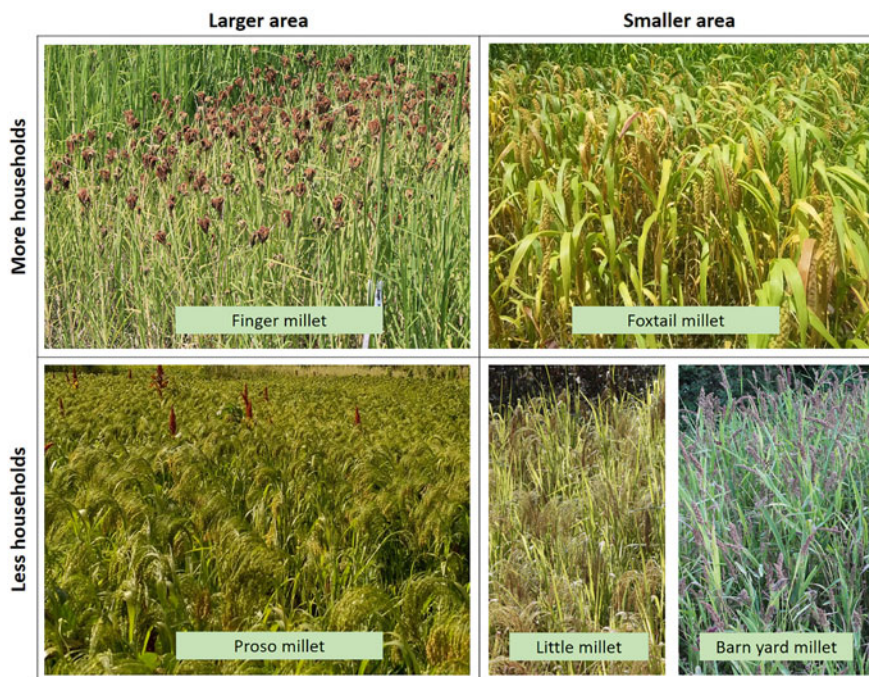 Larger area
Smaller area
More households
Finger millet
Foxtail millet
Less households
Proso millet
Little millet
Barn yard millet